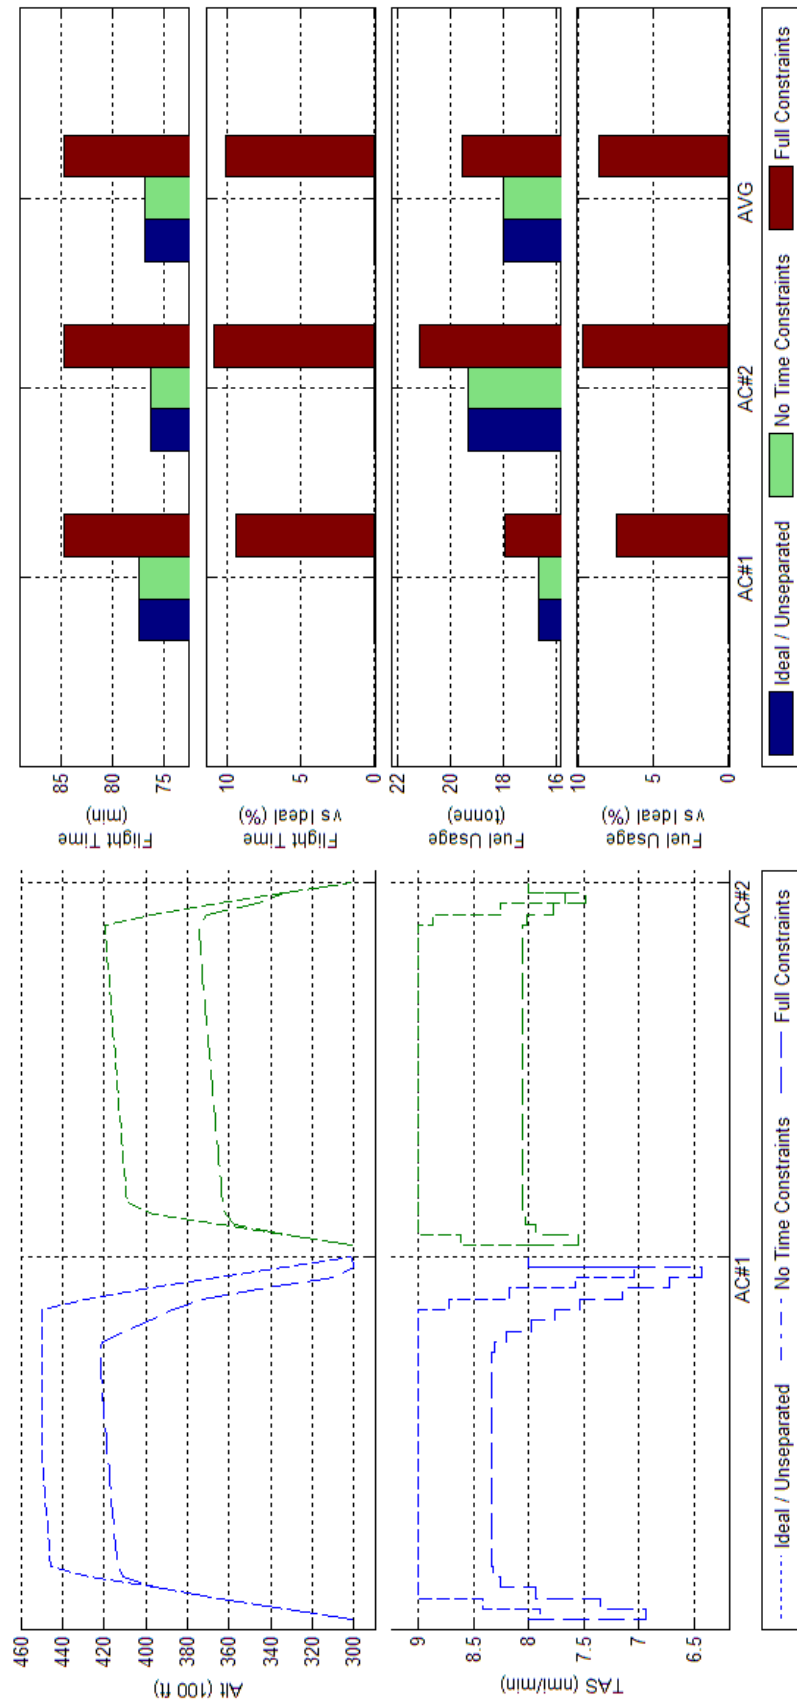 460
440
420
400
380
360
340
320
300
Alt (100 ft)
9
8.5
8
7.5
7
6.5
TAS (nmi/min)
AC#1
AC#2
Ideal / Unseparated
No Time Constraints
Full Constraints
85
80
75
Flight Time
(min)
10
5
0
Flight Time
vs Ideal (%)
22
20
18
16
Fuel Usage
(tonne)
10
5
0
Fuel Usage
vs Ideal (%)
AC#1
AC#2
AVG
Ideal / Unseparated
No Time Constraints
Full Constraints